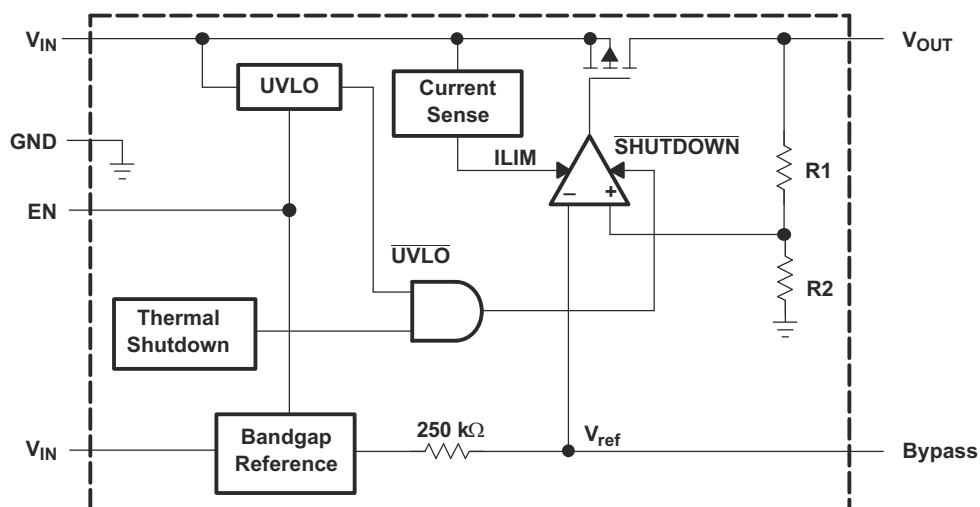 VIN
VOUT
UVLO
Current
Sense
GND
SHUTDOWN
ILIM
R1
EN
− +
UVLO
R2
Thermal
Shutdown
250 kΩ
Vref
VIN
Bandgap
Reference
Bypass